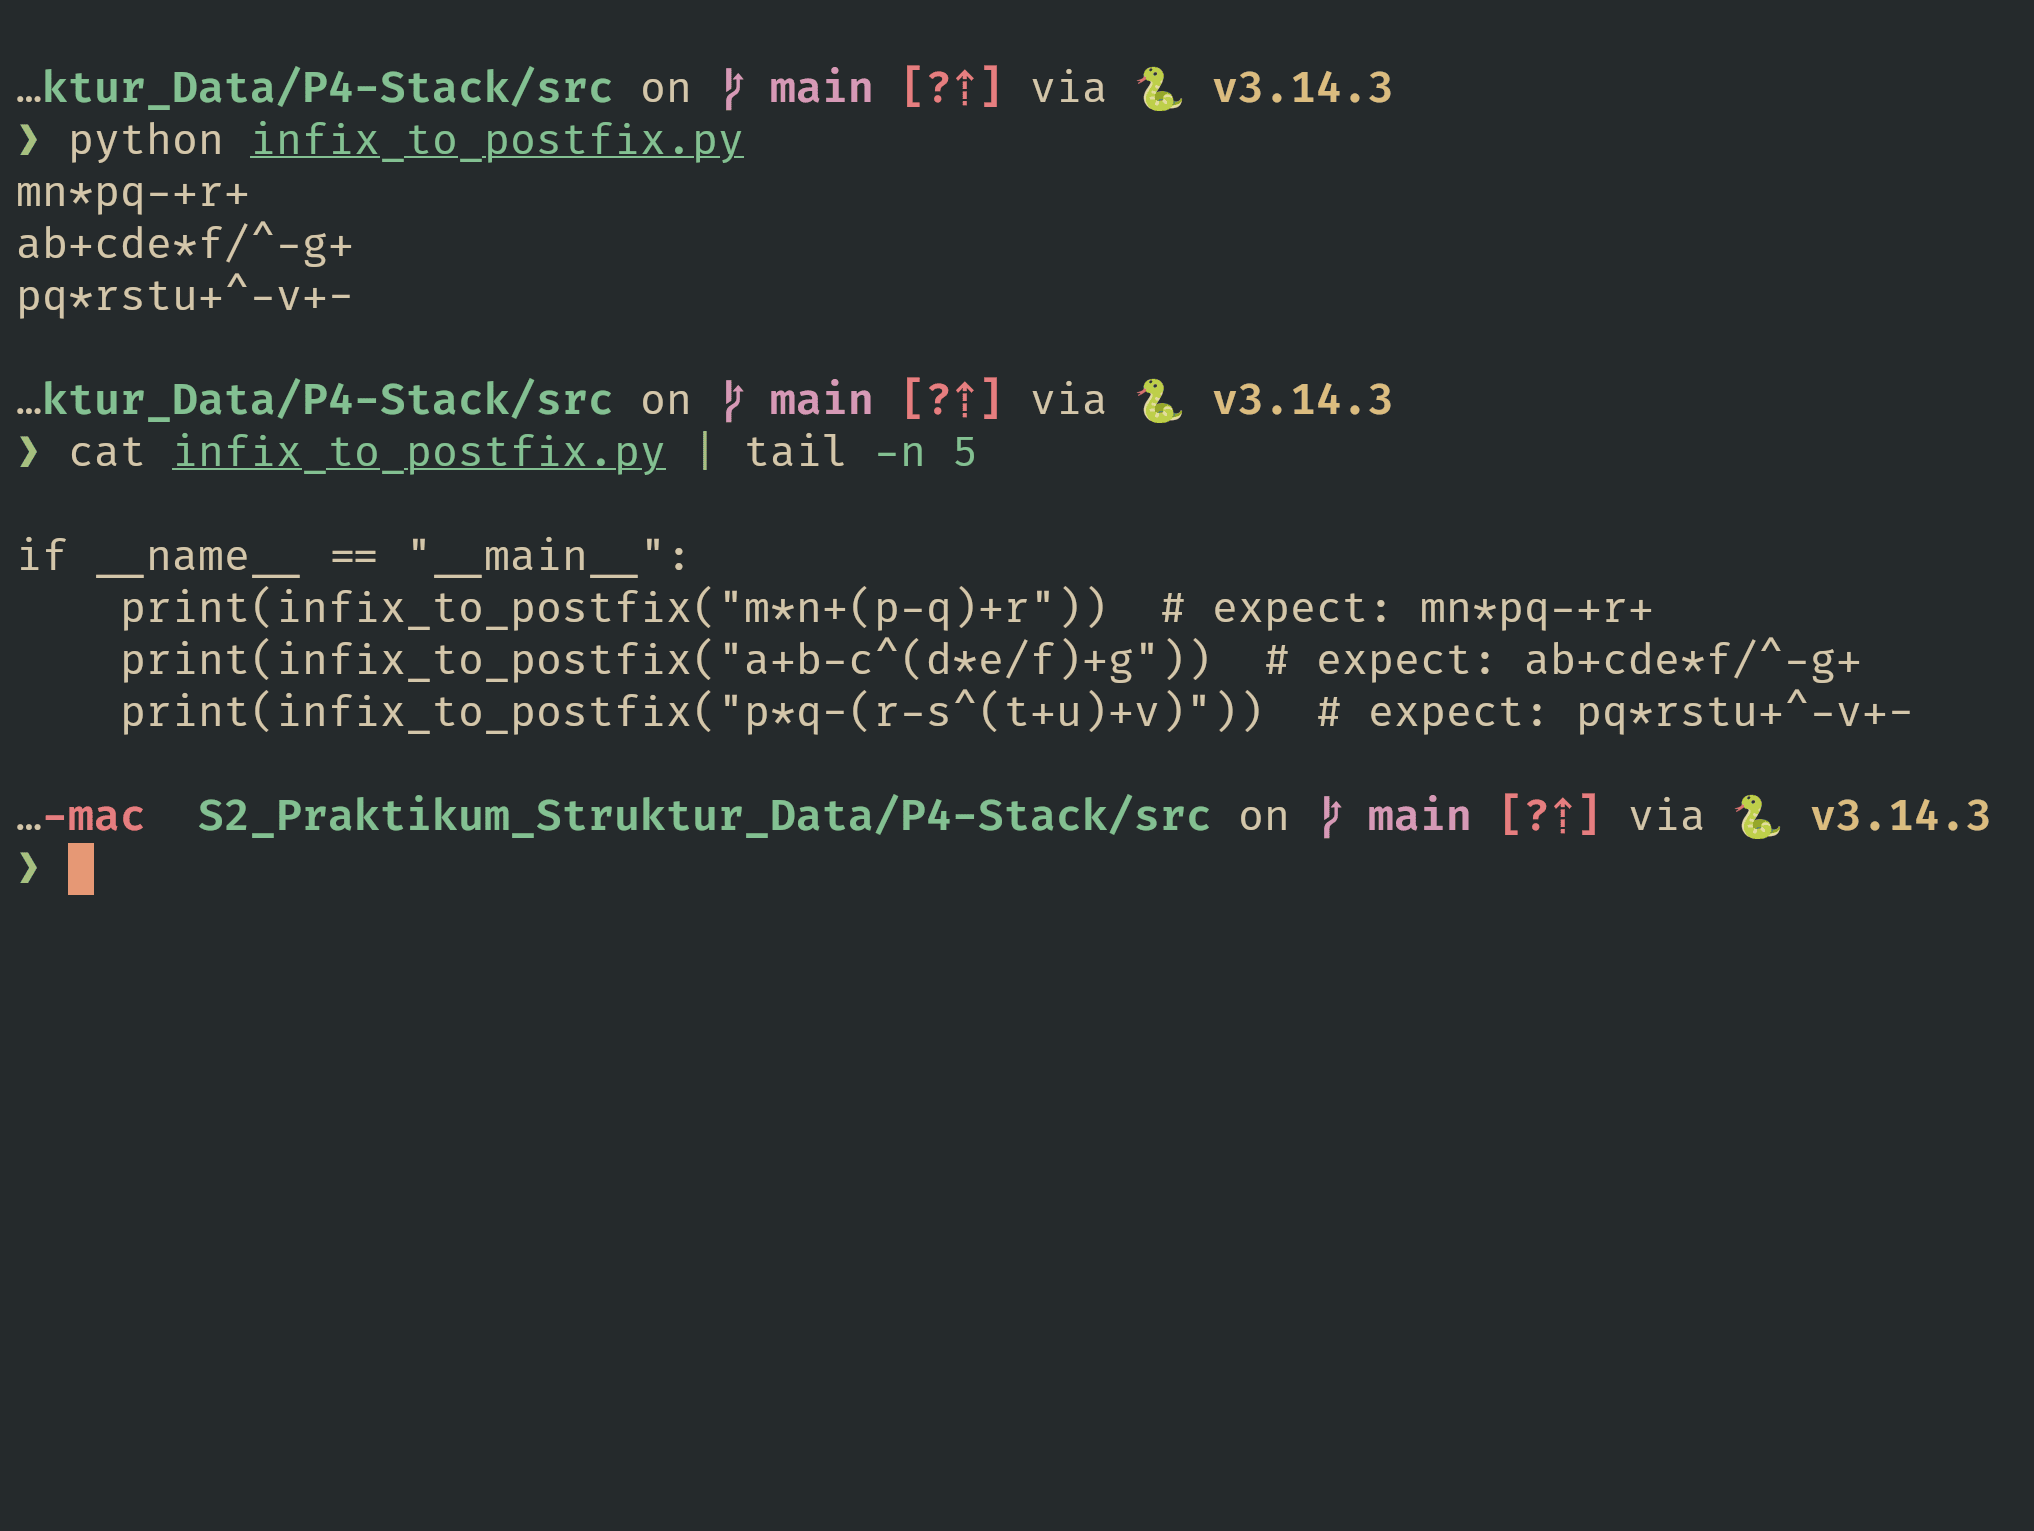 …ktur_Data/P4-Stack/src on  main [?⇡] via 🐍 v3.14.3
❯ python infix_to_postfix.py
mn*pq-+r+
ab+cde*f/^-g+
pq*rstu+^-v+-
…ktur_Data/P4-Stack/src on  main [?⇡] via 🐍 v3.14.3
❯ cat infix_to_postfix.py | tail -n 5
if __name__ == "__main__":
    print(infix_to_postfix("m*n+(p-q)+r"))  # expect: mn*pq-+r+
    print(infix_to_postfix("a+b-c^(d*e/f)+g"))  # expect: ab+cde*f/^-g+
    print(infix_to_postfix("p*q-(r-s^(t+u)+v)"))  # expect: pq*rstu+^-v+-
…-mac  S2_Praktikum_Struktur_Data/P4-Stack/src on  main [?⇡] via 🐍 v3.14.3
❯